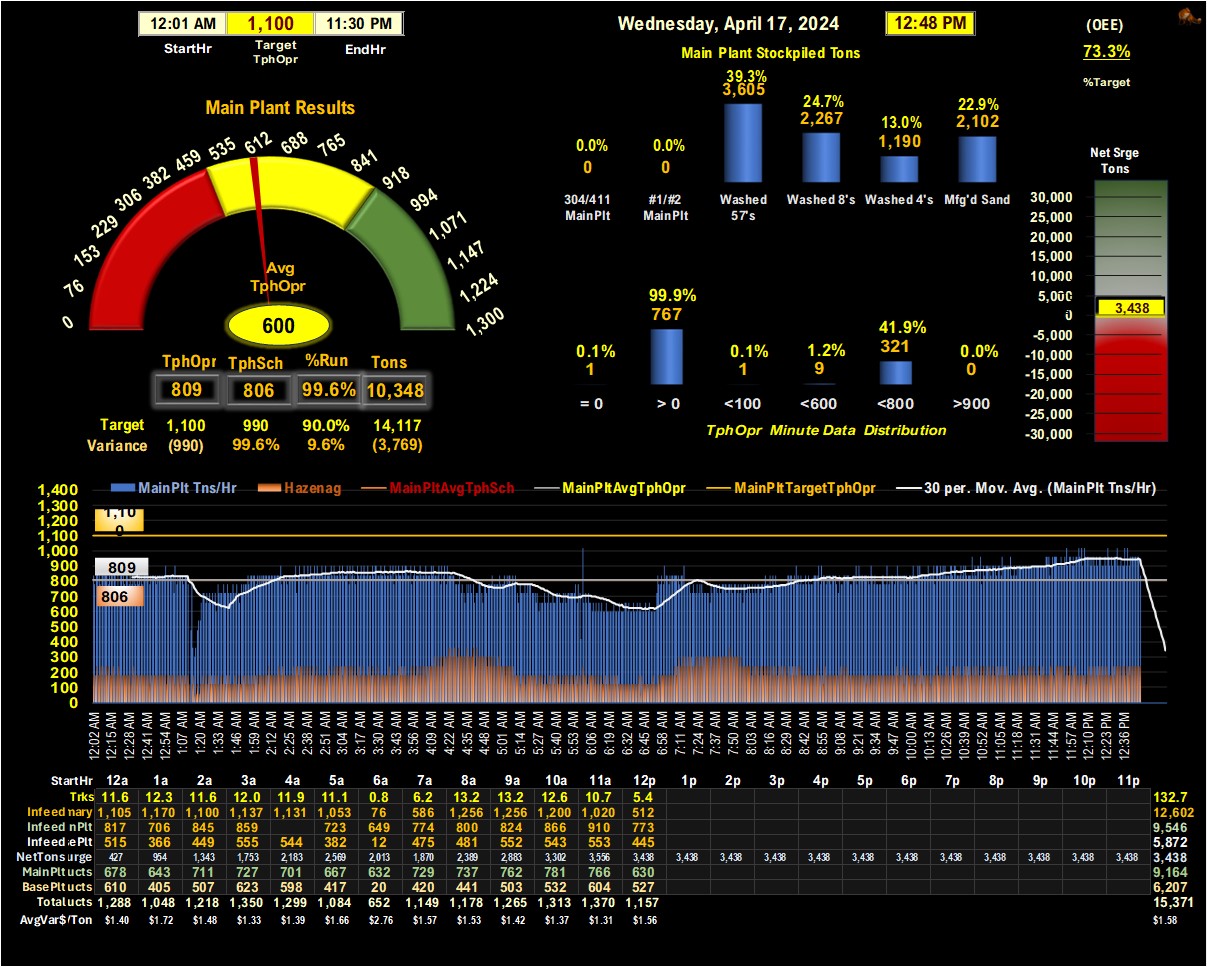 12:01 AM 1,100 11:30 PM
StartHr Target TphOpr EndHr
Wednesday, April 17, 2024 12:48 PM
(OEE)
73.3%
%Target
Main Plant Stockpiled Tons
0.0% 0.0% 39.3% 24.7% 13.0% 22.9%
0 0 3,605 2,267 1,190 2,102
304/411 MainPlt #1/#2 MainPlt Washed 57's Washed 8's Washed 4's Mfg'd Sand
Main Plant Results
0 76 153 229 306 382 459 535 612 688 765 841 918 994 1,071 1,147 1,224 1,300
Avg
TphOpr
600
TphOpr TphSch %Run Tons
809 806 99.6% 10,348
Target 1,100 990 90.0% 14,117
Variance (990) 99.6% 9.6% (3,769)
0.1% 99.9% 0.1% 1.2% 41.9% 0.0%
1 767 1 9 321 0
= 0 > 0 <100 <600 <800 >900
TphOpr Minute Data Distribution
Net Srge
Tons
30,000
25,000
20,000
15,000
10,000
5,000
3,438
0
-5,000
-10,000
-15,000
-20,000
-25,000
-30,000
MainPlt Tns/Hr Hazenag MainPltAvgTphSch MainPltAvgTphOpr MainPltTargetTphOpr 30 per. Mov. Avg. (MainPlt Tns/Hr)
1,400
1,300
1,200
1,100
1,000
900
800
700
600
500
400
300
200
100
0
1,100
809
806
12:02 AM 12:15 AM 12:28 AM 12:41 AM 12:54 AM 1:07 AM 1:20 AM 1:33 AM 1:46 AM 1:59 AM 2:12 AM 2:25 AM 2:38 AM 2:51 AM 3:04 AM 3:17 AM 3:30 AM 3:43 AM 3:56 AM 4:09 AM 4:22 AM 4:35 AM 4:48 AM 5:01 AM 5:14 AM 5:27 AM 5:40 AM 5:53 AM 6:06 AM 6:19 AM 6:32 AM 6:45 AM 6:58 AM 7:11 AM 7:24 AM 7:37 AM 7:50 AM 8:03 AM 8:16 AM 8:29 AM 8:42 AM 8:55 AM 9:08 AM 9:21 AM 9:34 AM 9:47 AM 10:00 AM 10:13 AM 10:26 AM 10:39 AM 10:52 AM 11:05 AM 11:18 AM 11:31 AM 11:44 AM 11:57 AM 12:10 PM 12:23 PM 12:36 PM
StartHr 12a 1a 2a 3a 4a 5a 6a 7a 8a 9a 10a 11a 12p 1p 2p 3p 4p 5p 6p 7p 8p 9p 10p 11p
Trks 11.6 12.3 11.6 12.0 11.9 11.1 0.8 6.2 13.2 13.2 12.6 10.7 5.4 132.7
Infeed mary 1,105 1,170 1,100 1,137 1,131 1,053 76 586 1,256 1,256 1,200 1,020 512 12,602
Infeed nPlt 817 706 845 859 723 649 774 800 824 866 910 773 9,546
Infeed ePlt 515 366 449 555 544 382 12 475 481 552 543 553 445 5,872
NetTons urge 427 954 1,343 1,753 2,183 2,569 2,013 1,870 2,389 2,883 3,302 3,556 3,438 3,438 3,438 3,438 3,438 3,438 3,438 3,438 3,438 3,438 3,438 3,438 3,438
MainPlt ucts 678 643 711 727 701 667 632 729 737 762 781 766 630 9,164
BasePlt ucts 610 405 507 623 598 417 20 420 441 503 532 604 527 6,207
Total ucts 1,288 1,048 1,218 1,350 1,299 1,084 652 1,149 1,178 1,265 1,313 1,370 1,157 15,371
AvgVar$/Ton $1.40 $1.72 $1.48 $1.33 $1.39 $1.66 $2.76 $1.57 $1.53 $1.42 $1.37 $1.31 $1.56 $1.58